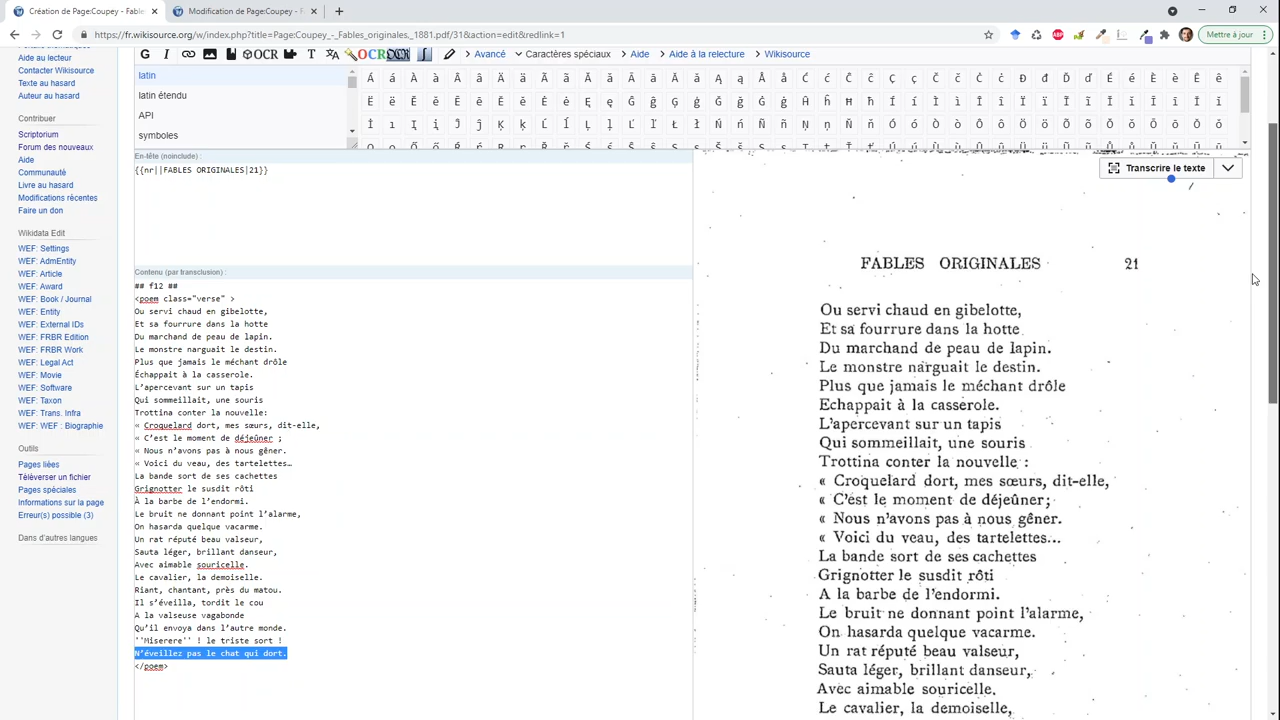 Création de Page:Coupey - Fables
Modification de Page:Coupey - F
fr.wikisource.org/w/index.php?title=Page:Coupey_-_Fables_originales,_1881.pdf/31&action=edit&redlink=1
Mettre à jour
Aide au lecteur
Contacter Wikisource
Texte au hasard
Auteur au hasard
Contribuer
Scriptorium
Forum des nouveaux
Aide
Communauté
Livre au hasard
Modifications récentes
Faire un don
Wikidata Edit
WEF: Settings
WEF: AdmEntity
WEF: Article
WEF: Award
WEF: Book / Journal
WEF: Entity
WEF: External IDs
WEF: FRBR Edition
WEF: FRBR Work
WEF: Legal Act
WEF: Movie
WEF: Software
WEF: Taxon
WEF: Trans. Infra
WEF: WEF : Biographie
Outils
Pages liées
Téléverser un fichier
Pages spéciales
Informations sur la page
Erreur(s) possible (3)
Dans d'autres langues
G I OCR T OCR OCR Avancé Caractères spéciaux Aide Aide à la relecture Wikisource
latin
latin étendu
API
symboles
En-tête (noinclude) :
{{nr||FABLES ORIGINALES|21}}
Contenu (par transclusion) :
## f12 ##
<poem class="verse" >
Ou servi chaud en gibelotte,
Et sa fourrure dans la hotte
Du marchand de peau de lapin.
Le monstre narguait le destin.
Plus que jamais le méchant drôle
Échappait à la casserole.
L’apercevant sur un tapis
Qui sommeillait, une souris
Trottina conter la nouvelle:
« Croquelard dort, mes sœurs, dit-elle,
« C’est le moment de déjeûner ;
« Nous n’avons pas à nous gêner.
« Voici du veau, des tartelettes…
La bande sort de ses cachettes
Grignotter le susdit rôti
À la barbe de l’endormi.
Le bruit ne donnant point l’alarme,
On hasarda quelque vacarme.
Un rat réputé beau valseur,
Sauta léger, brillant danseur,
Avec aimable souricelle.
Le cavalier, la demoiselle.
Riant, chantant, près du matou.
Il s’éveilla, tordit le cou
A la valseuse vagabonde
Qu’il envoya dans l’autre monde.
''Miserere'' ! le triste sort !
N’éveillez pas le chat qui dort.
</poem>
Transcrire le texte
FABLES ORIGINALES 21
Ou servi chaud en gibelotte,
Et sa fourrure dans la hotte
Du marchand de peau de lapin.
Le monstre narguait le destin.
Plus que jamais le méchant drôle
Echappait à la casserole.
L’apercevant sur un tapis
Qui sommeillait, une souris
Trottina conter la nouvelle :
« Croquelard dort, mes sœurs, dit-elle,
« C’est le moment de déjeûner;
« Nous n’avons pas à nous gêner.
« Voici du veau, des tartelettes...
La bande sort de ses cachettes
Grignotter le susdit rôti
A la barbe de l’endormi.
Le bruit ne donnant point l’alarme,
On hasarda quelque vacarme.
Un rat réputé beau valseur,
Sauta léger, brillant danseur,
Avec aimable souricelle.
Le cavalier, la demoiselle,